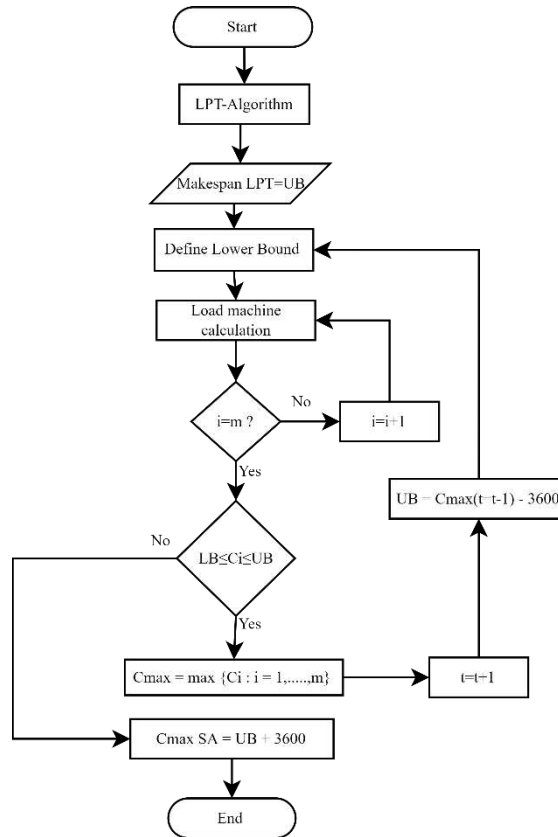 Start
LPT-Algorithm
Makespan LPT=UB
Define Lower Bound
Load machine
calculation
i=m ?
No
i=i+1
Yes
UB = Cmax(t=t-1) - 3600
No
LB≤Ci≤UB
Yes
Cmax = max {Ci : i = 1,.....,m}
t=t+1
Cmax SA = UB + 3600
End